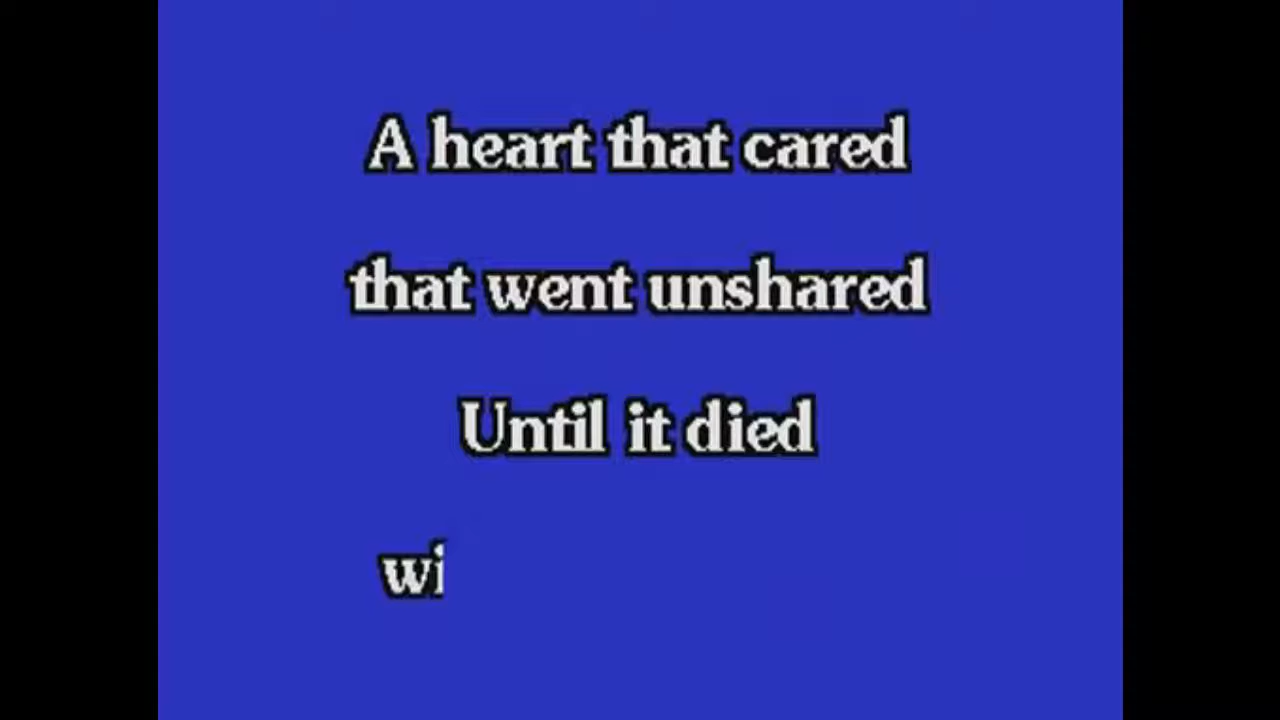 A heart that cared
that went unshared
Until it died
wi